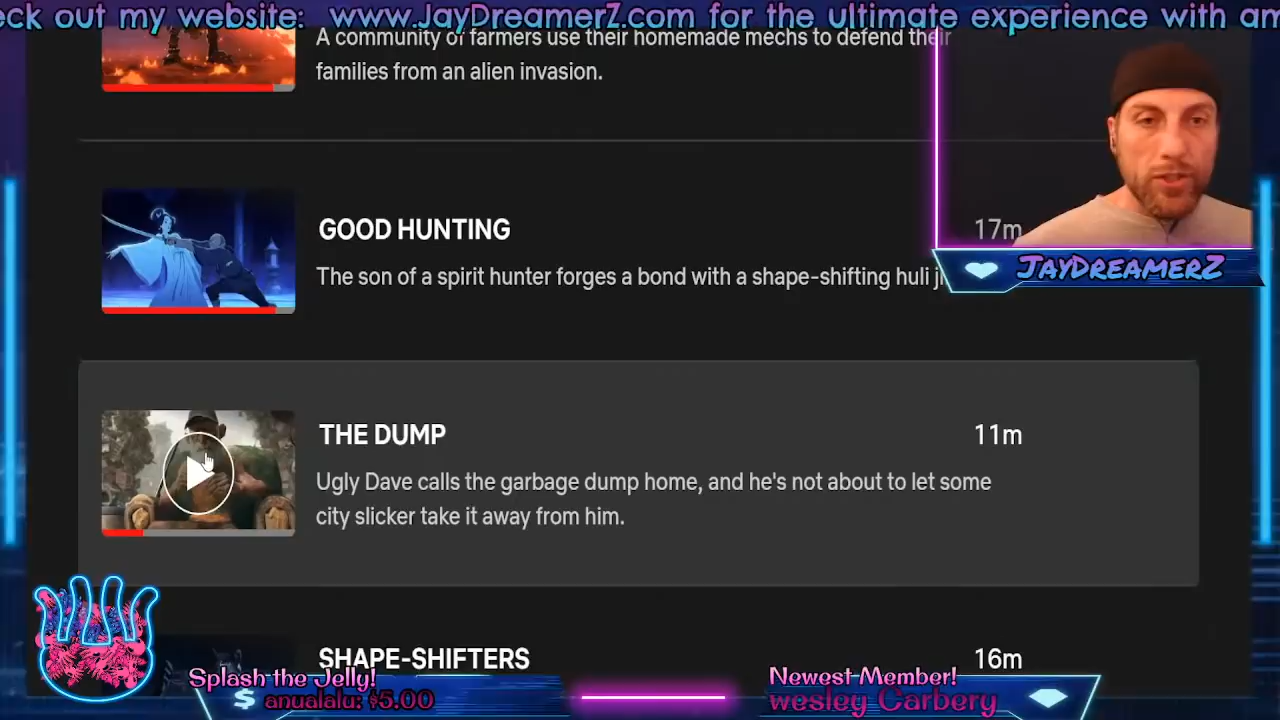 eck out my website: www.JayDreamerZ.com for the ultimate experience with am
A community of farmers use their homemade mechs to defend their
families from an alien invasion.
GOOD HUNTING
17m
The son of a spirit hunter forges a bond with a shape-shifting huli ji
JAYDREAMERZ
THE DUMP
11m
Ugly Dave calls the garbage dump home, and he's not about to let some
city slicker take it away from him.
SHAPE-SHIFTERS
16m
Splash the Jelly!
$ anualalu: $5.00
Newest Member!
wesley Carbery